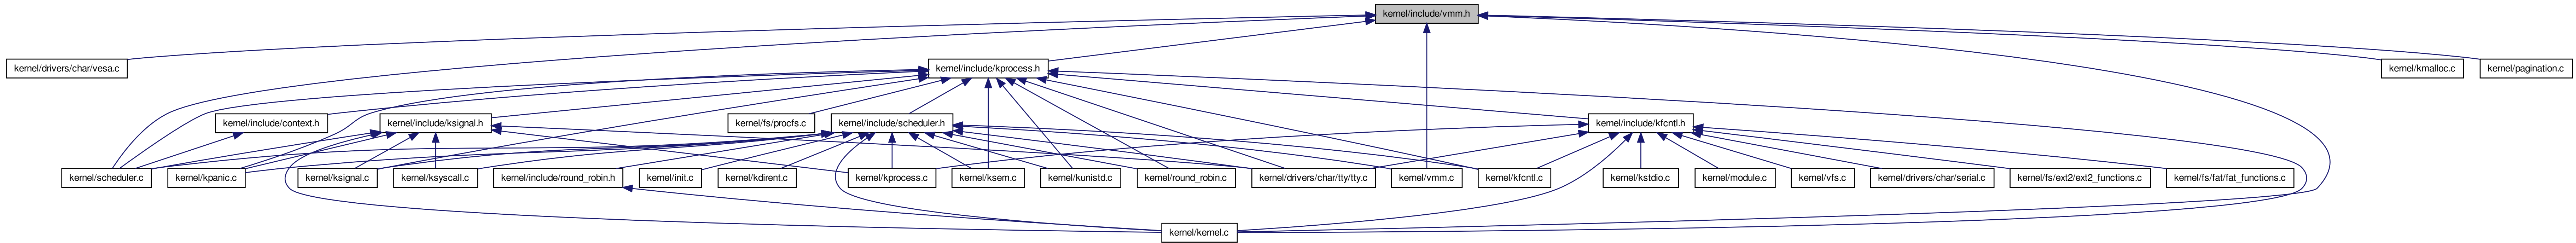 kernel/include/vmm.h
kernel/drivers/char/vesa.c
kernel/include/kprocess.h
kernel/kmalloc.c
kernel/pagination.c
kernel/include/context.h
kernel/include/ksignal.h
kernel/fs/procfs.c
kernel/include/scheduler.h
kernel/include/kfcntl.h
kernel/scheduler.c
kernel/kpanic.c
kernel/ksignal.c
kernel/ksyscall.c
kernel/include/round_robin.h
kernel/init.c
kernel/kdirent.c
kernel/kprocess.c
kernel/ksem.c
kernel/kunistd.c
kernel/round_robin.c
kernel/drivers/char/tty/tty.c
kernel/vmm.c
kernel/kfcntl.c
kernel/kstdio.c
kernel/module.c
kernel/vfs.c
kernel/drivers/char/serial.c
kernel/fs/ext2/ext2_functions.c
kernel/fs/fat/fat_functions.c
kernel/kernel.c